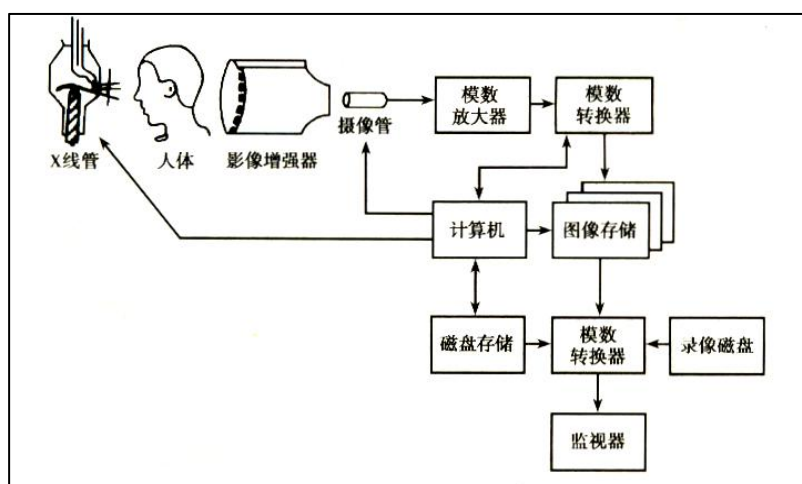 模数
放大器
模数
转换器
X线管
人体
影像增强器
摄像管
计算机
图像存储
磁盘存储
模数
转换器
录像磁盘
监视器